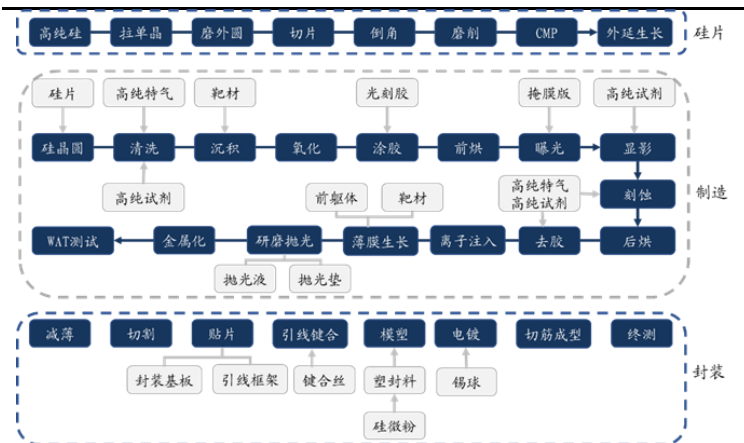 高纯硅 拉单晶 磨外圆 切片 倒角 磨削 CMP 外延生长 硅片
硅片 高纯特气 靶材 光刻胶 掩膜版 高纯试剂
硅晶圆 清洗 沉积 氧化 涂胶 前烘 曝光 显影
高纯试剂 前躯体 靶材 高纯特气 刻蚀 制造
高纯试剂
WAT测试 金属化 研磨抛光 薄膜生长 离子注入 去胶 后烘
抛光液 抛光垫
减薄 切割 贴片 引线键合 模塑 电镀 切筋成型 终测
封装基板 引线框架 键合丝 塑封料 锡球 封装
硅微粉